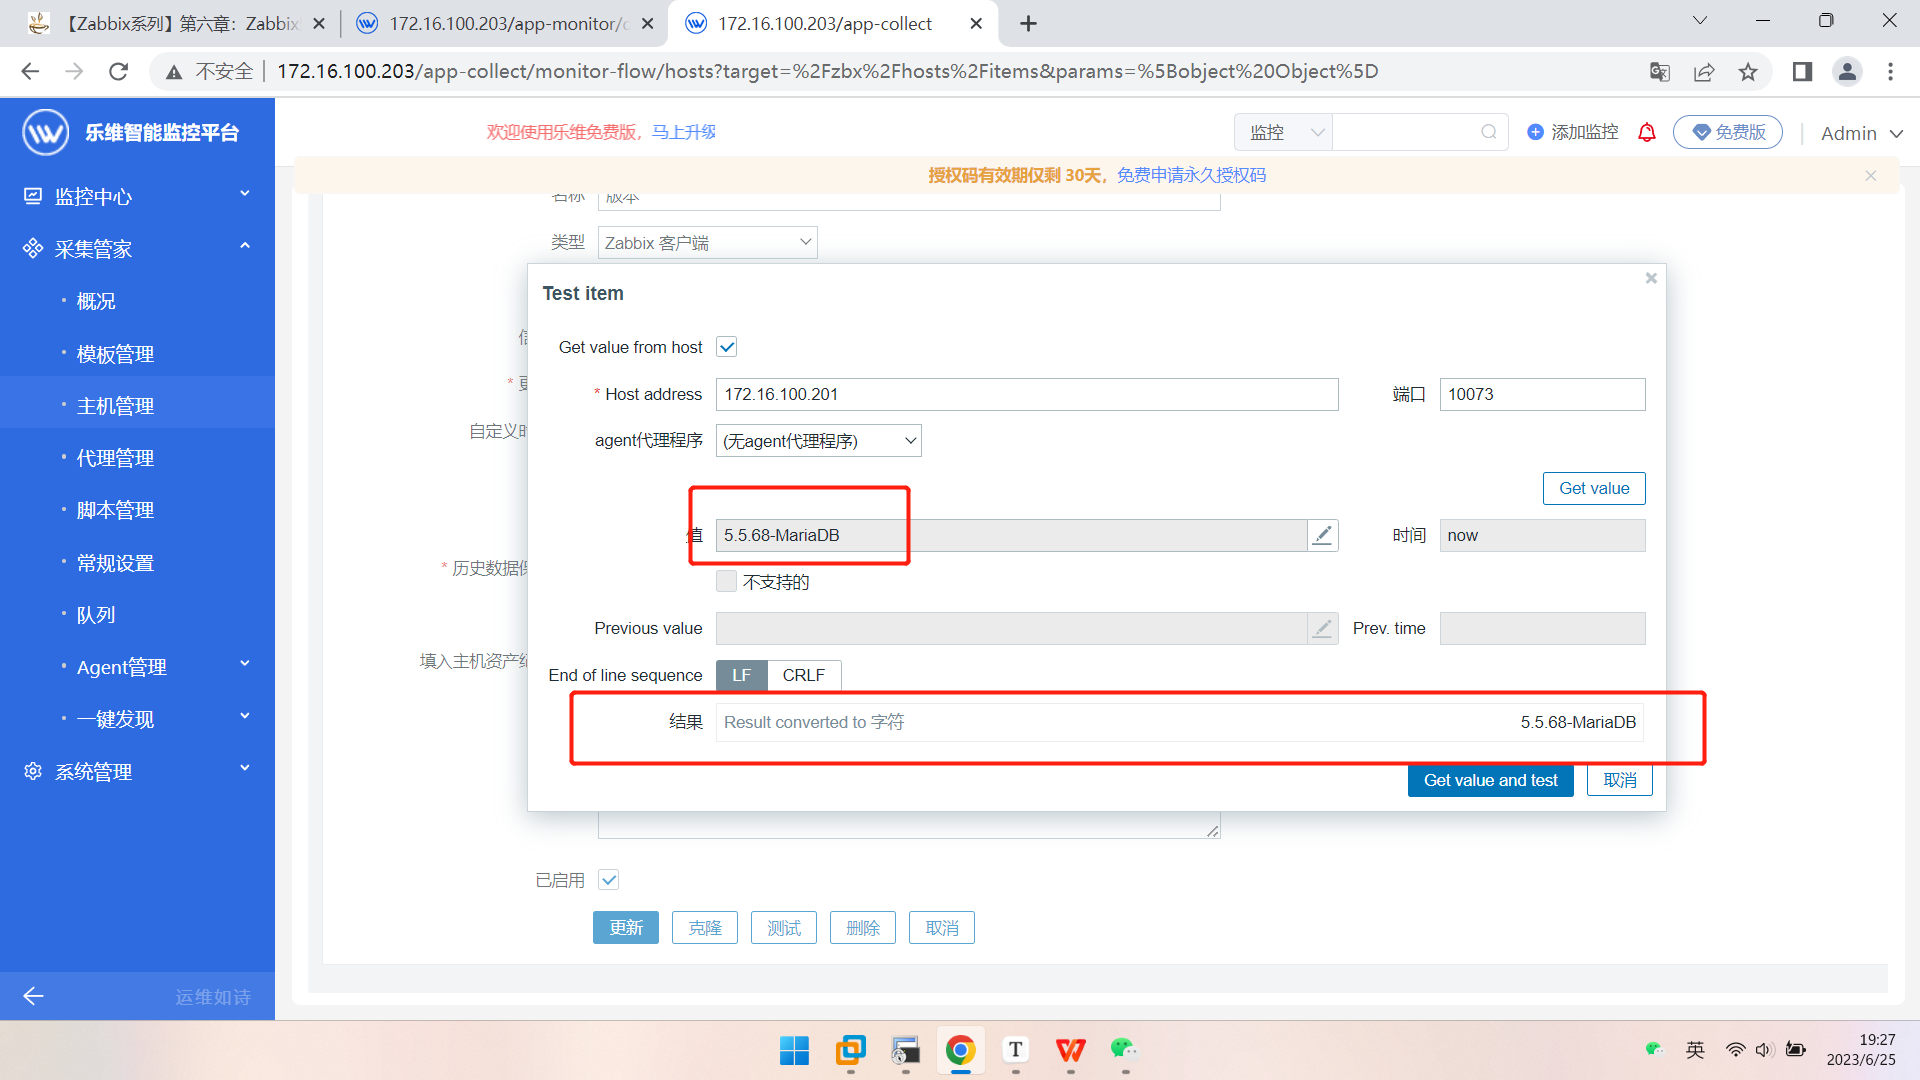 【Zabbix系列】第六章：Zabbix
172.16.100.203/app-monitor/
172.16.100.203/app-collect
不安全
172.16.100.203/app-collect/monitor-flow/hosts?target=%2Fzbx%2Fhosts%2Fitems&params=%5Bobject%20Object%5D
乐维智能监控平台
欢迎使用乐维免费版，马上升级
监控
添加监控
免费版
Admin
授权码有效期仅剩 30天，免费申请永久授权码
监控中心
采集管家
概况
模板管理
主机管理
代理管理
脚本管理
常规设置
队列
Agent管理
一键发现
系统管理
运维如诗
名称
版本
类型
Zabbix 客户端
* 更
自定义时
* 历史数据保
填入主机资产纪
Test item
Get value from host
* Host address
172.16.100.201
端口
10073
agent代理程序
(无agent代理程序)
Get value
值
5.5.68-MariaDB
时间
now
不支持的
Previous value
Prev. time
End of line sequence
LF
CRLF
结果
Result converted to 字符
5.5.68-MariaDB
Get value and test
取消
已启用
更新
克隆
测试
删除
取消
T
英
19:27
2023/6/25